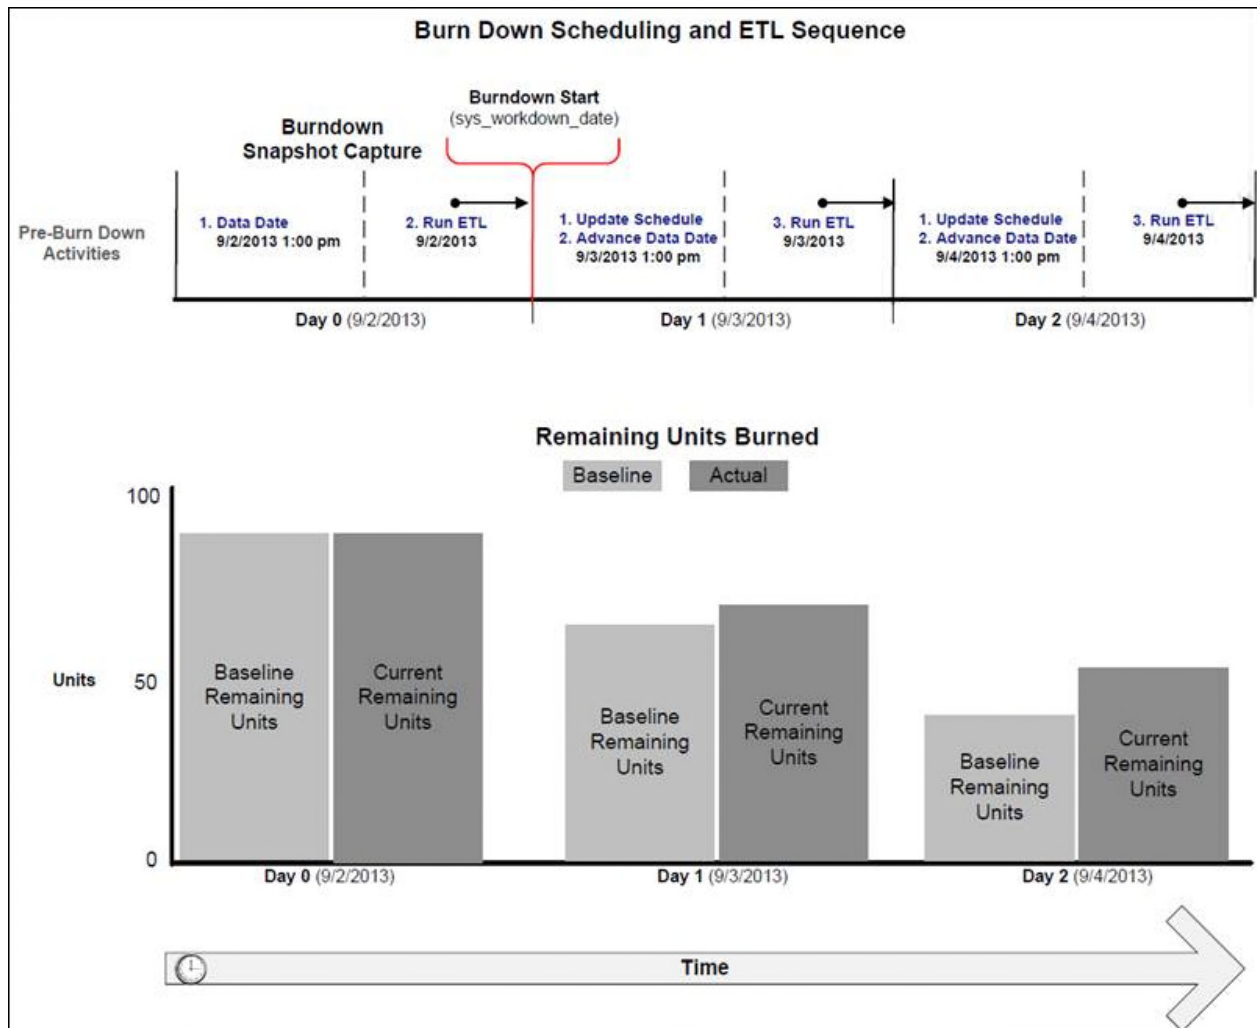 Burn Down Scheduling and ETL Sequence
Burndown Start
(sys_workdown_date)
Burndown
Snapshot Capture
Pre-Burn Down
Activities
1. Data Date
9/2/2013 1:00 pm
2. Run ETL
9/2/2013
1. Update Schedule
2. Advance Data Date
9/3/2013 1:00 pm
3. Run ETL
9/3/2013
1. Update Schedule
2. Advance Data Date
9/4/2013 1:00 pm
3. Run ETL
9/4/2013
Day 0 (9/2/2013)
Day 1 (9/3/2013)
Day 2 (9/4/2013)
Remaining Units Burned
Baseline
Actual
100
Units
50
0
Baseline
Remaining
Units
Current
Remaining
Units
Baseline
Remaining
Units
Current
Remaining
Units
Baseline
Remaining
Units
Current
Remaining
Units
Day 0 (9/2/2013)
Day 1 (9/3/2013)
Day 2 (9/4/2013)
Time